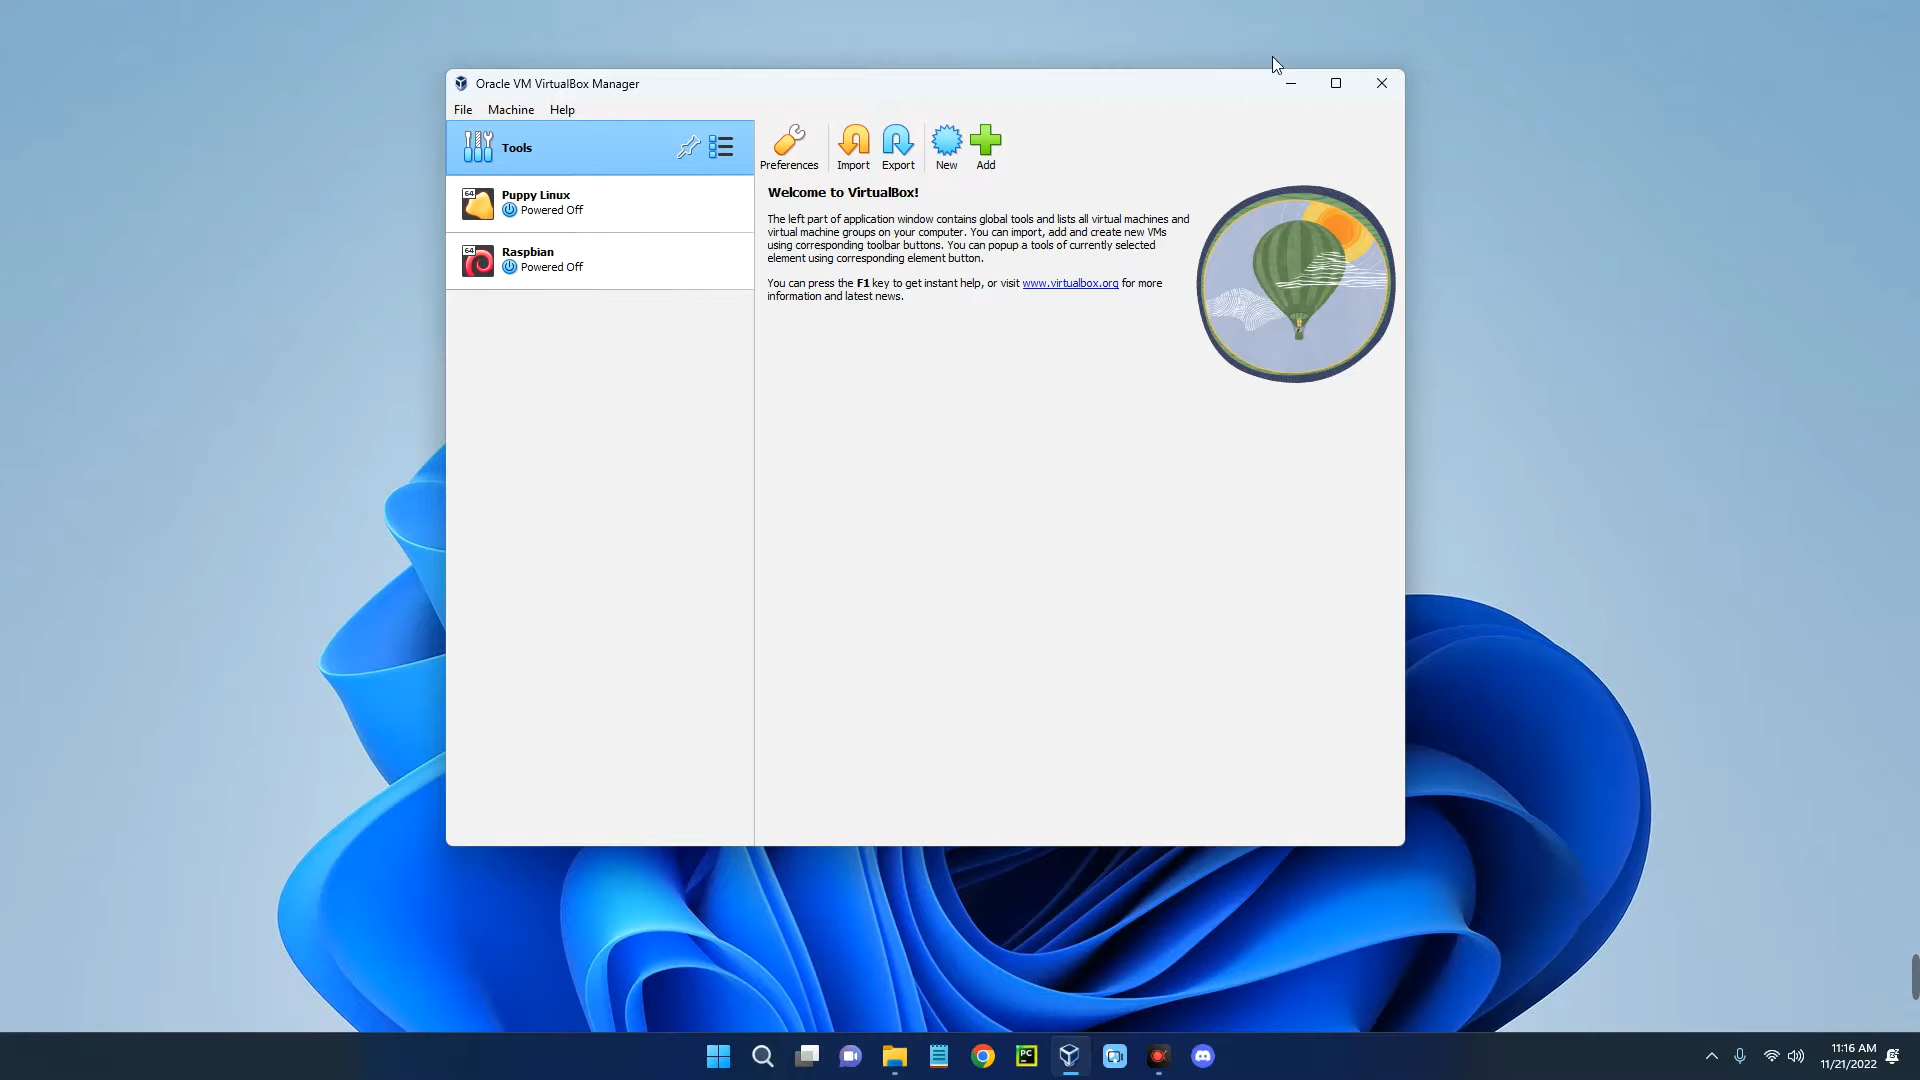 Oracle VM VirtualBox Manager
File Machine Help
Tools
Preferences Import Export New Add
64 Puppy Linux
Powered Off
64 Raspbian
Powered Off
Welcome to VirtualBox!
The left part of application window contains global tools and lists all virtual machines and
virtual machine groups on your computer. You can import, add and create new VMs
using corresponding toolbar buttons. You can popup a tools of currently selected
element using corresponding element button.
You can press the F1 key to get instant help, or visit www.virtualbox.org for more
information and latest news.
PC
11:16 AM
11/21/2022